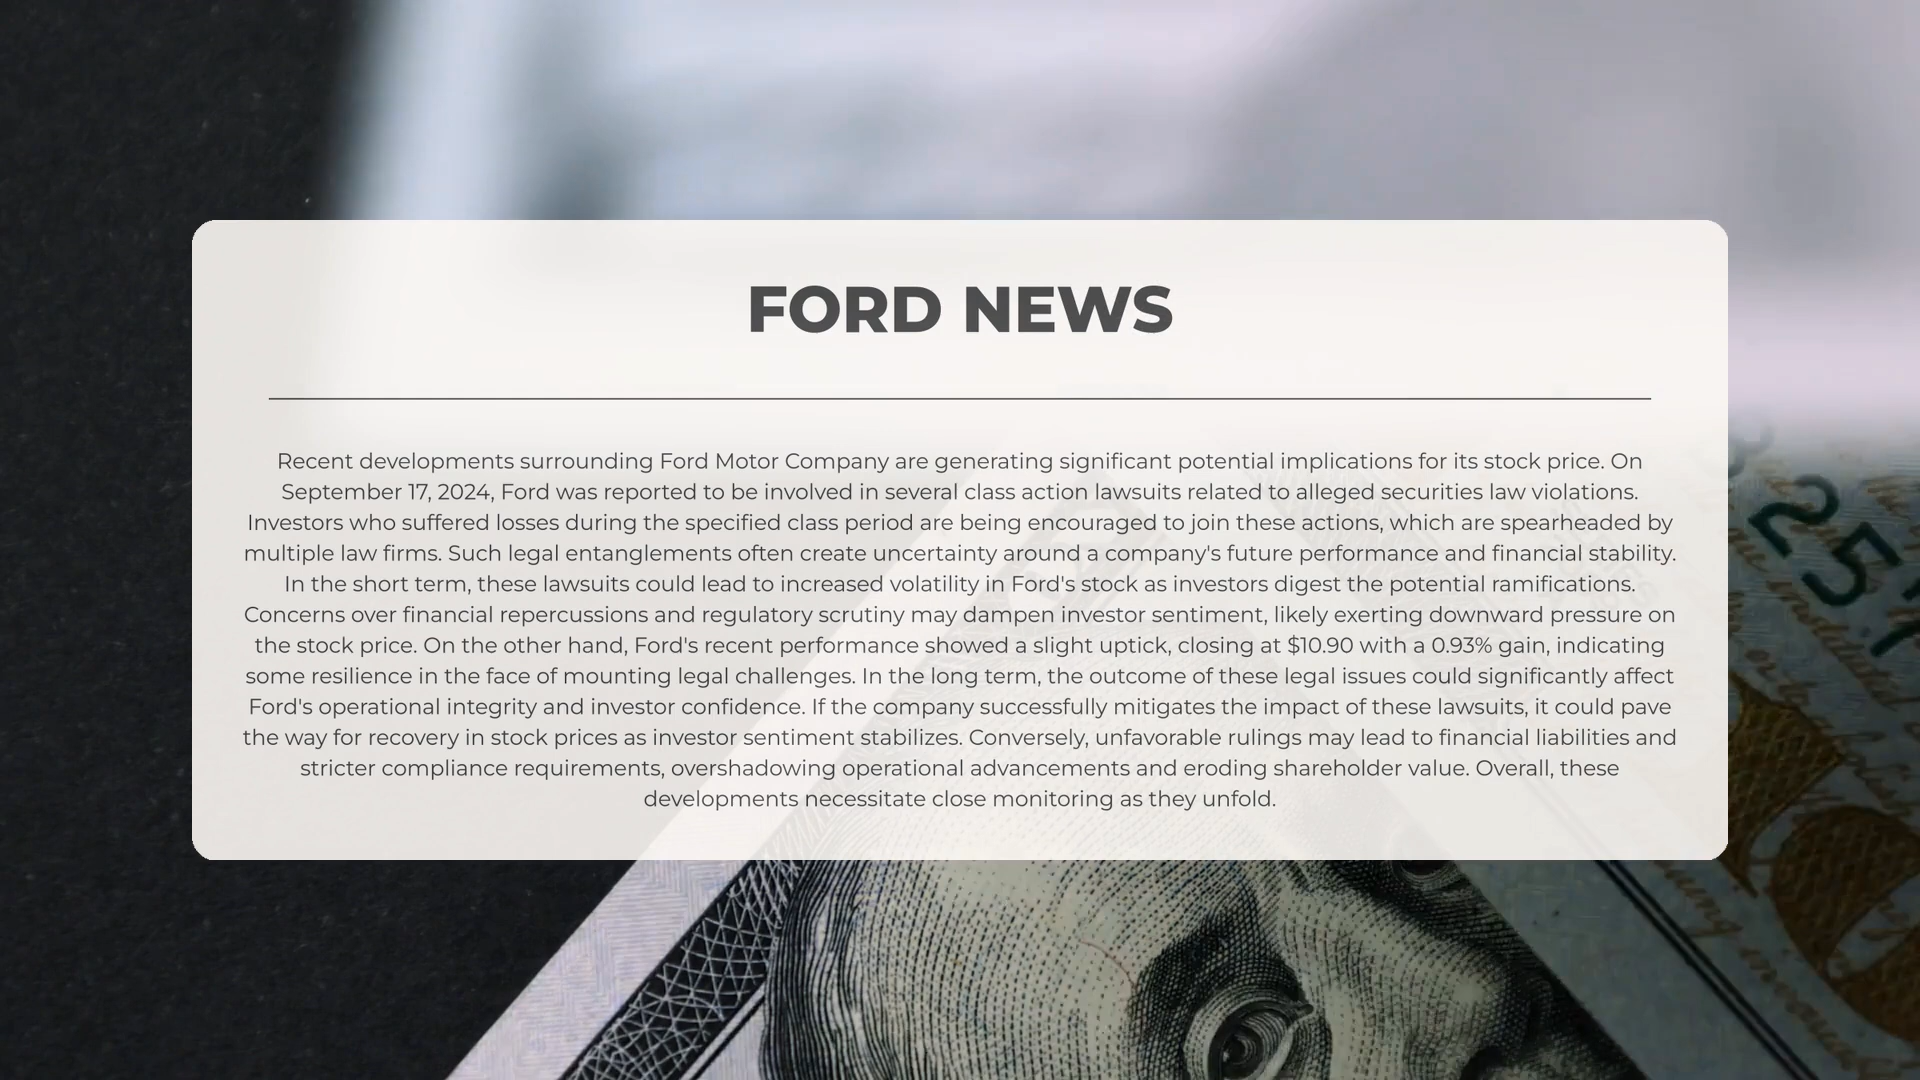 FORD NEWS
Recent developments surrounding Ford Motor Company are generating significant potential implications for its stock price. On
September 17, 2024, Ford was reported to be involved in several class action lawsuits related to alleged securities law violations.
Investors who suffered losses during the specified class period are being encouraged to join these actions, which are spearheaded by
multiple law firms. Such legal entanglements often create uncertainty around a company's future performance and financial stability.
In the short term, these lawsuits could lead to increased volatility in Ford's stock as investors digest the potential ramifications.
Concerns over financial repercussions and regulatory scrutiny may dampen investor sentiment, likely exerting downward pressure on
the stock price. On the other hand, Ford's recent performance showed a slight uptick, closing at $10.90 with a 0.93% gain, indicating
some resilience in the face of mounting legal challenges. In the long term, the outcome of these legal issues could significantly affect
Ford's operational integrity and investor confidence. If the company successfully mitigates the impact of these lawsuits, it could pave
the way for recovery in stock prices as investor sentiment stabilizes. Conversely, unfavorable rulings may lead to financial liabilities and
stricter compliance requirements, overshadowing operational advancements and eroding shareholder value. Overall, these
developments necessitate close monitoring as they unfold.